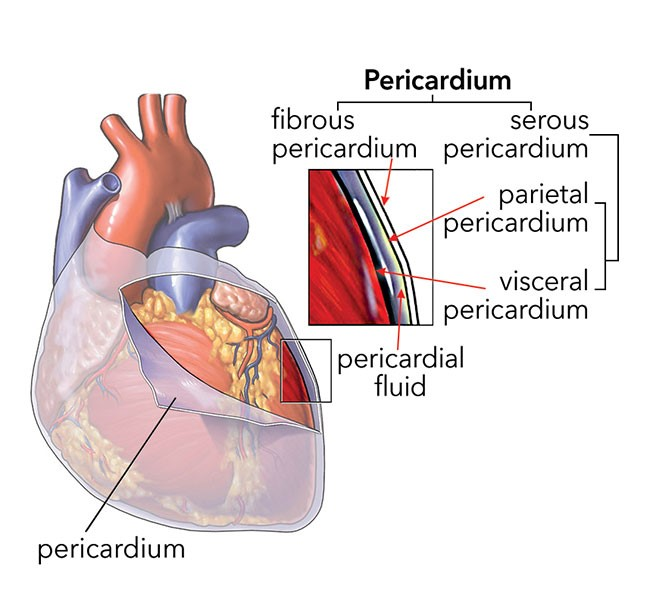 Pericardium
fibrous
pericardium
serous
pericardium
parietal
pericardium
visceral
pericardium
pericardial
fluid
pericardium